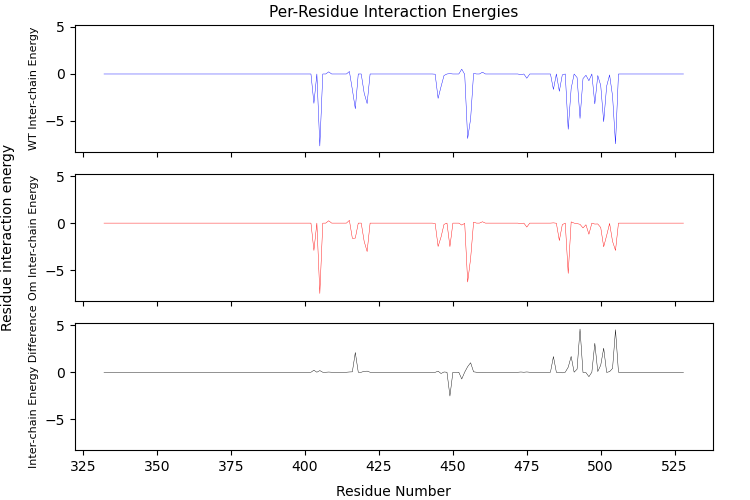 Per-Residue Interaction Energies
Residue interaction energy
WT Inter-chain Energy
5
0
−5
Om Inter-chain Energy
5
0
−5
Inter-chain Energy Difference
5
0
−5
325 350 375 400 425 450 475 500 525
Residue Number